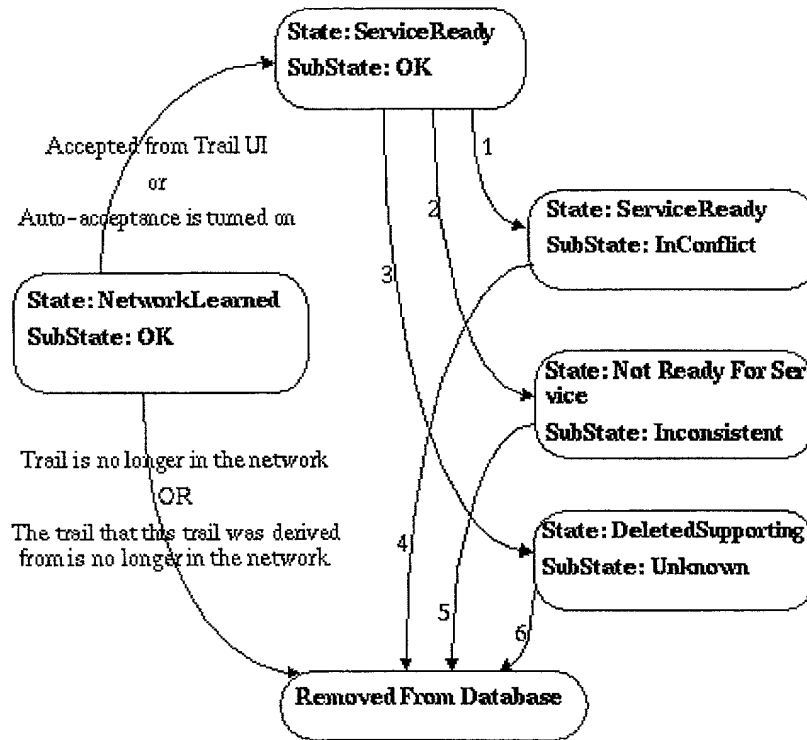 State: ServiceReady
SubState: OK
Accepted from Trail UI
or
Auto-acceptance is turned on
1
2
3
State: ServiceReady
SubState: InConflict
State: NetworkLearned
SubState: OK
State: Not Ready For Ser
vice
SubState: Inconsistent
Trail is no longer in the network
OR
The trail that this trail was derived
from is no longer in the network
State: DeletedSupporting
SubState: Unknown
4
5
6
Removed From Database